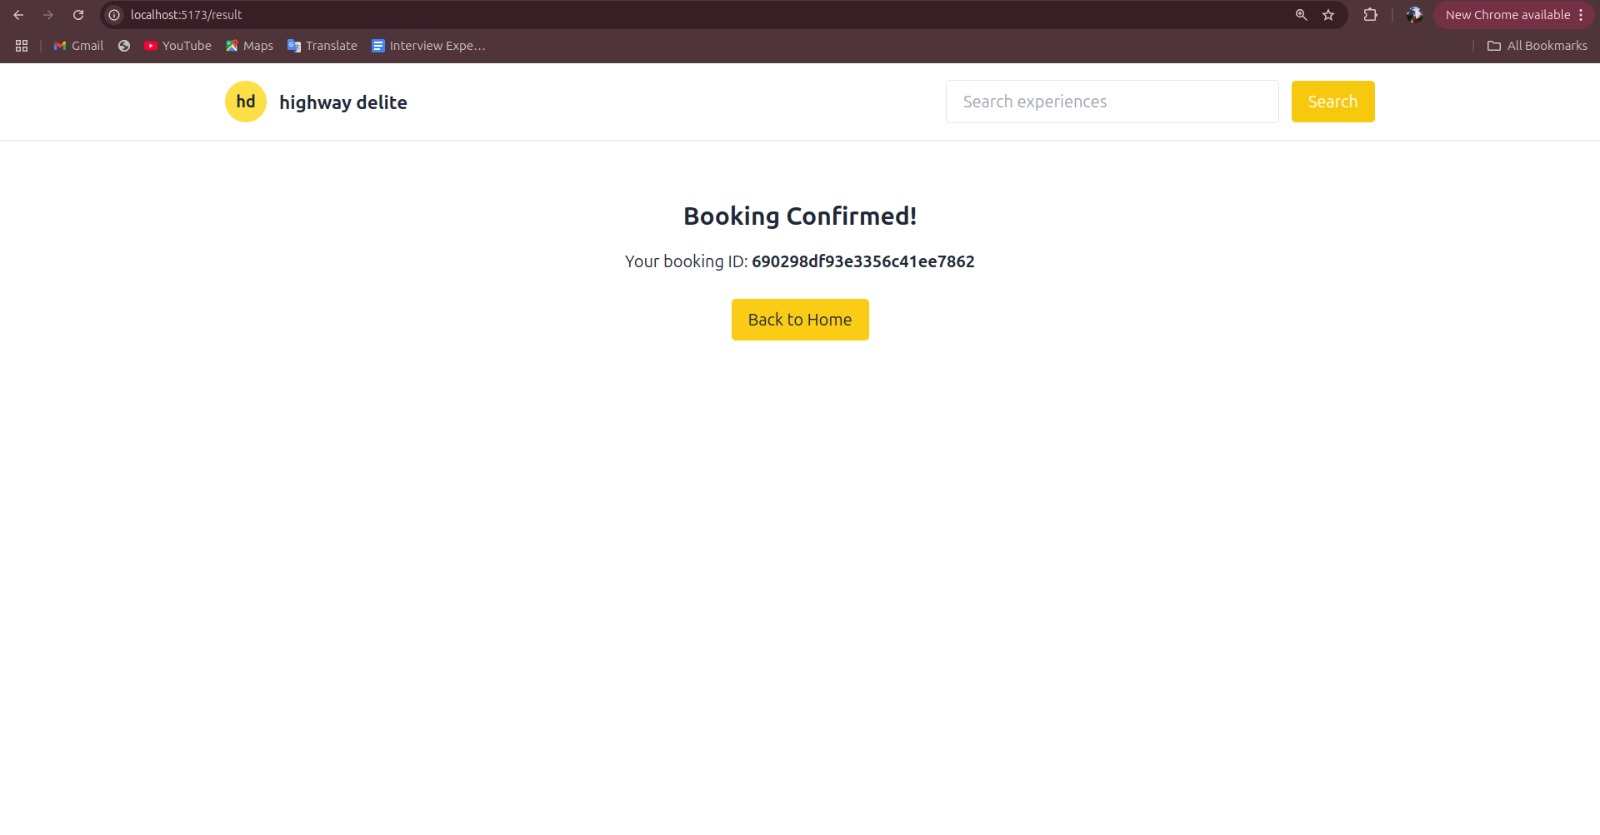 localhost:5173/result
New Chrome available
Gmail YouTube Maps Translate Interview Expe... All Bookmarks
hd highway delite Search experiences Search
Booking Confirmed!
Your booking ID: 690298df93e3356c41ee7862
Back to Home